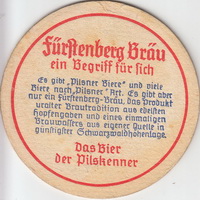 Fürstenberg Bräu
ein Begriff für sich
Es gibt „Pilsner Biere" und viele
Biere nach „Pilsner" Art. Es gibt aber
nur ein Fürstenberg-Bräu, das Produkt
uralter Brautradition aus edelsten
Hopfengaben und eines einmaligen
Brauwassers aus eigener Quelle in
günstigster Schwarzwaldhöhenlage.
Das Bier
der Pilskenner